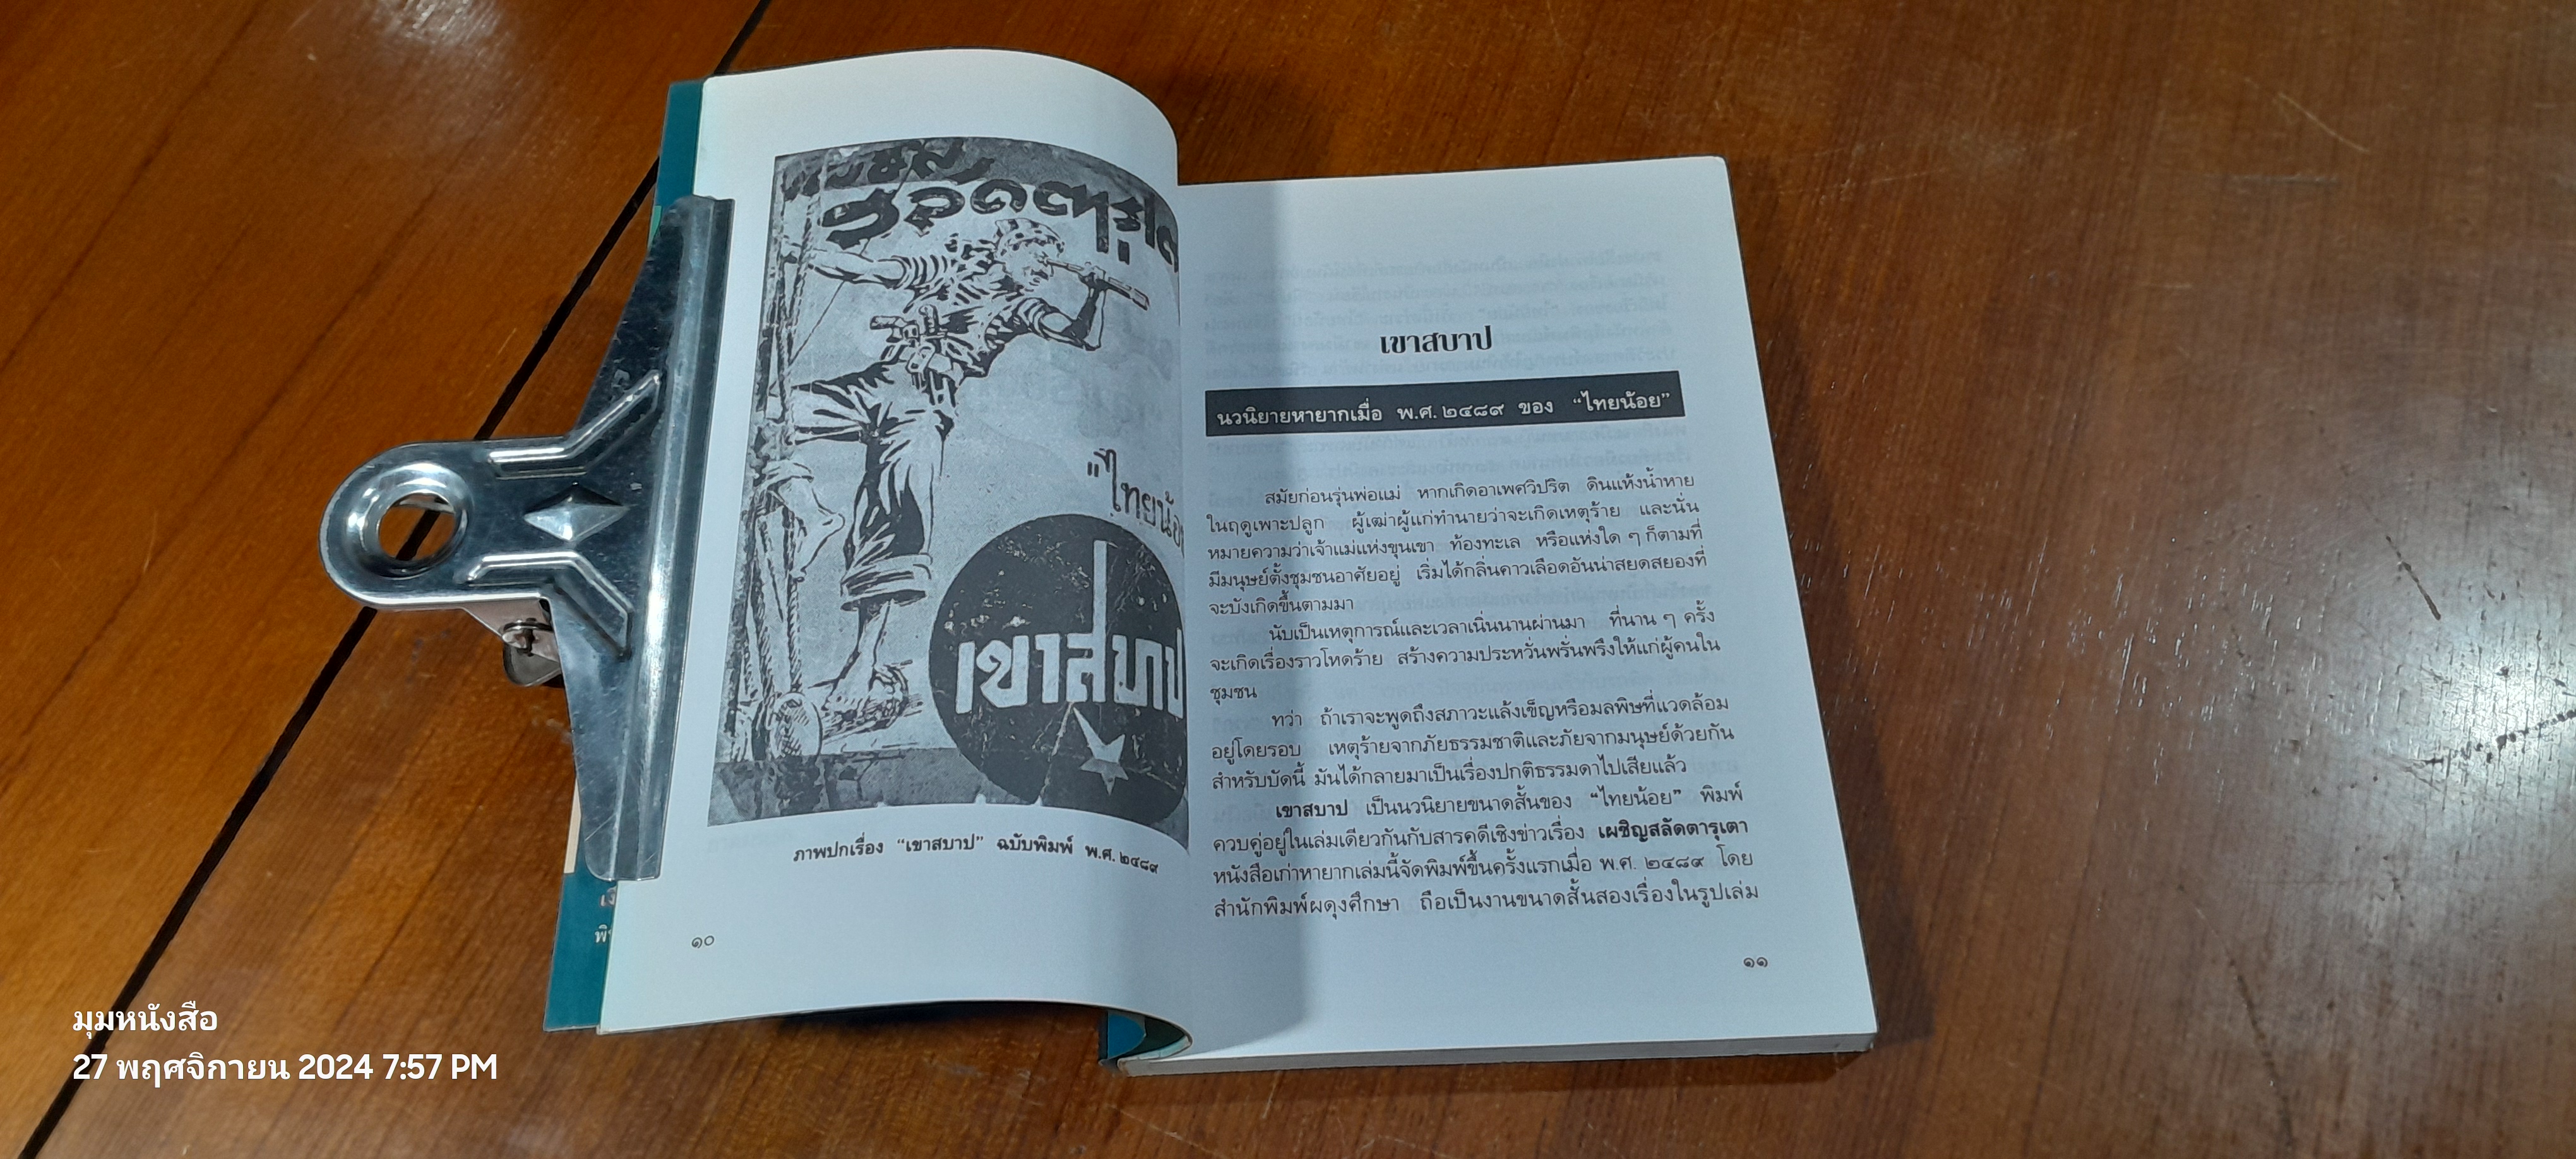 เผชิญ
สลัดตารุเตา
"ไทยน้อย
เขาสบาป
ภาพปกเรื่อง “เขาสบาป” ฉบับพิมพ์ พ.ศ. ๒๔๘๙
๑๐
เขาสบาป
นวนิยายหายากเมื่อ พ.ศ. ๒๔๘๙ ของ “ไทยน้อย”
สมัยก่อนรุ่นพ่อแม่ หากเกิดอาเพศวิปริต ดินแห้งน้ำหาย
ในฤดูเพาะปลูก ผู้เฒ่าผู้แก่ทำนายว่าจะเกิดเหตุร้าย และนั่น
หมายความว่าเจ้าแม่แห่งขุนเขา ท้องทะเล หรือแห่งใด ๆ ก็ตามที่
มีมนุษย์ตั้งชุมชนอาศัยอยู่ เริ่มได้กลิ่นคาวเลือดอันน่าสยดสยองที่
จะบังเกิดขึ้นตามมา
นับเป็นเหตุการณ์และเวลาเนิ่นนานผ่านมา ที่นาน ๆ ครั้ง
จะเกิดเรื่องราวโหดร้าย สร้างความประหวั่นพรั่นพรึงให้แก่ผู้คนใน
ชุมชน
ทว่า ถ้าเราจะพูดถึงสภาวะแล้งเข็ญหรือมลพิษที่แวดล้อม
อยู่โดยรอบ เหตุร้ายจากภัยธรรมชาติและภัยจากมนุษย์ด้วยกัน
สำหรับบัดนี้ มันได้กลายมาเป็นเรื่องปกติธรรมดาไปเสียแล้ว
เขาสบาป เป็นนวนิยายขนาดสั้นของ “ไทยน้อย” พิมพ์
ควบคู่อยู่ในเล่มเดียวกันกับสารคดีเชิงข่าวเรื่อง เผชิญสลัดตารุเตา
หนังสือเก่าหายากเล่มนี้จัดพิมพ์ขึ้นครั้งแรกเมื่อ พ.ศ. ๒๔๘๙ โดย
สำนักพิมพ์ผดุงศึกษา ถือเป็นงานขนาดสั้นสองเรื่องในรูปเล่ม
๑๑
มุมหนังสือ
27 พฤศจิกายน 2024 7:57 PM